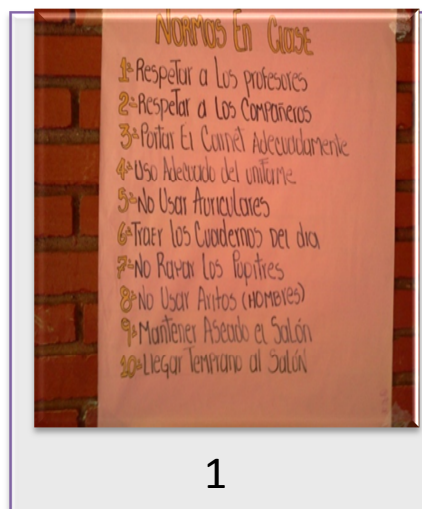 Normas En Clase
1- Respetar a Los profesores
2- Respetar a Los Compañeros
3- Portar El Carnet Adecuadamente
4- Uso Adecuado del uniforme
5- No Usar Auriculares
6- Traer Los Cuadernos Del dia
7- No Rayar Los Pupitres
8- No Usar Aritos (HOMBRES)
9- Mantener Aseado el Salón
10- Llegar Temprano al Salón
1